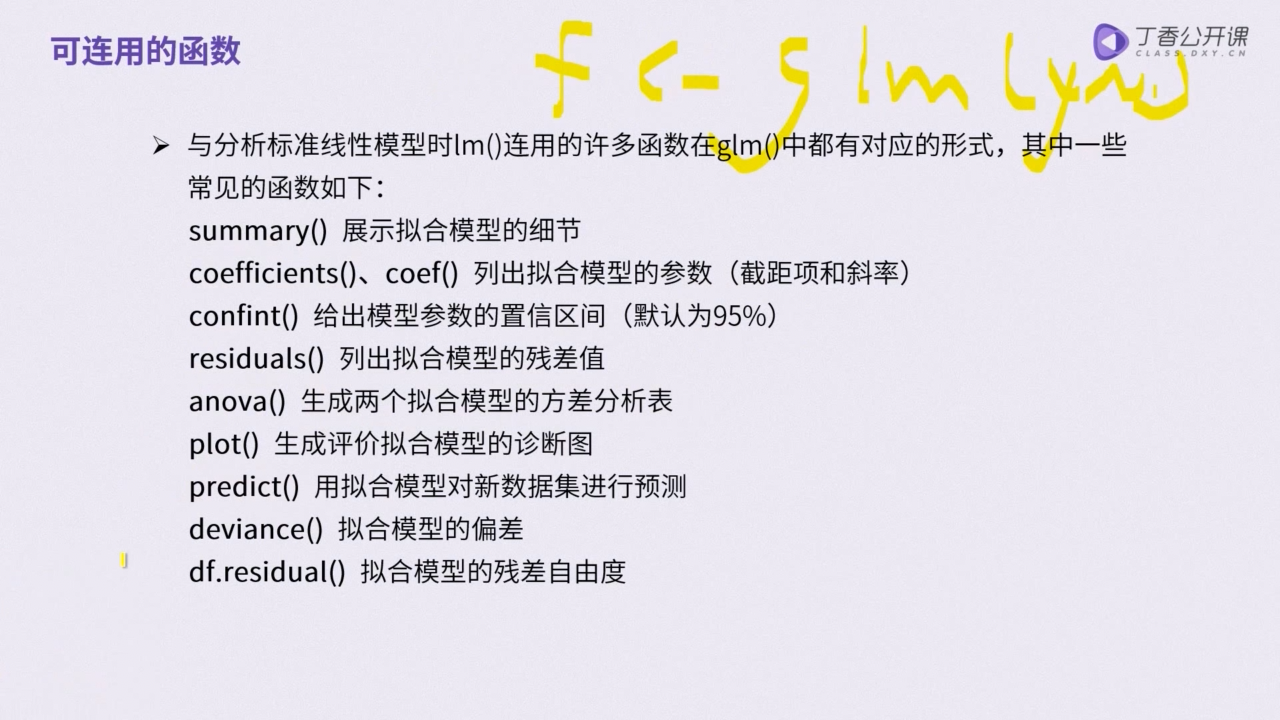 可连用的函数
丁香公开课
CLASS.DXY.CN
f <- glm (y~
➢ 与分析标准线性模型时lm()连用的许多函数在glm()中都有对应的形式，其中一些
常见的函数如下：
summary() 展示拟合模型的细节
coefficients()、coef() 列出拟合模型的参数（截距项和斜率）
confint() 给出模型参数的置信区间（默认为95%）
residuals() 列出拟合模型的残差值
anova() 生成两个拟合模型的方差分析表
plot() 生成评价拟合模型的诊断图
predict() 用拟合模型对新数据集进行预测
deviance() 拟合模型的偏差
df.residual() 拟合模型的残差自由度